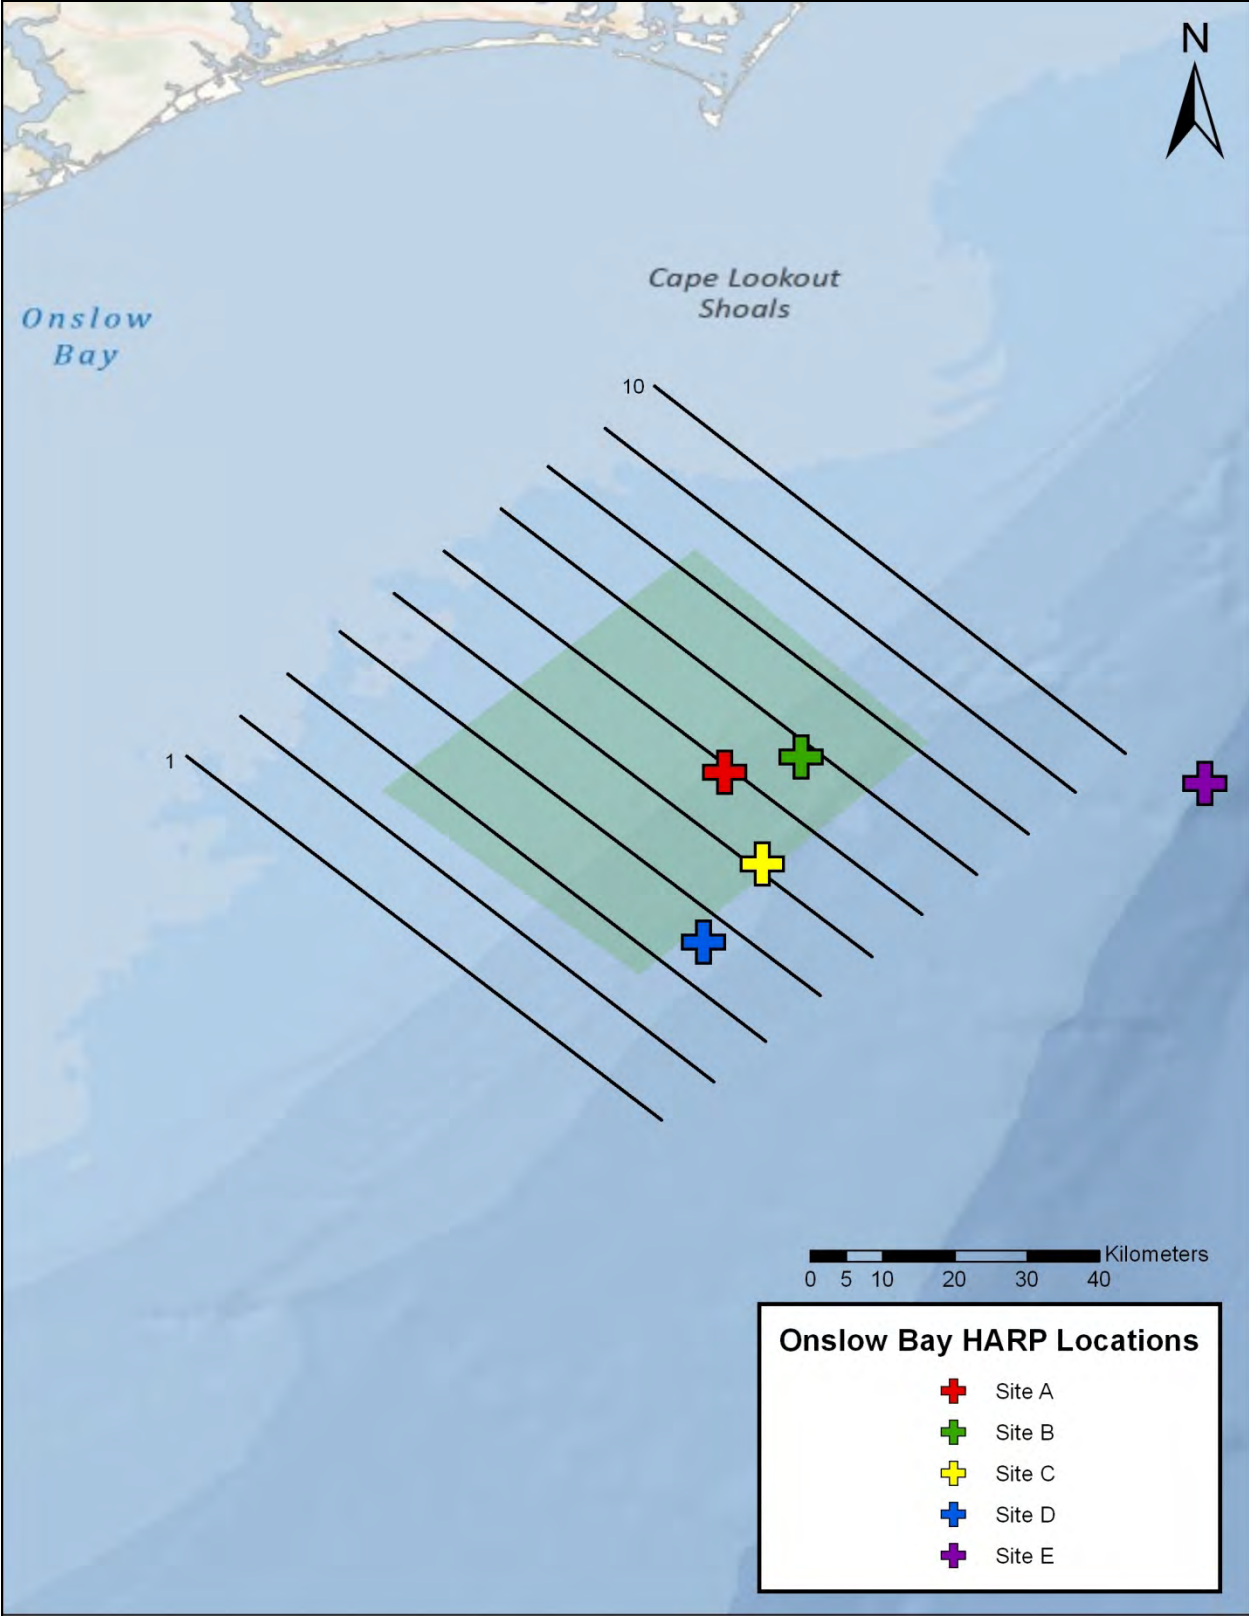 N
Cape Lookout
Shoals
Onslow
Bay
10
1
Kilometers
0 5 10 20 30 40
Onslow Bay HARP Locations
Site A
Site B
Site C
Site D
Site E